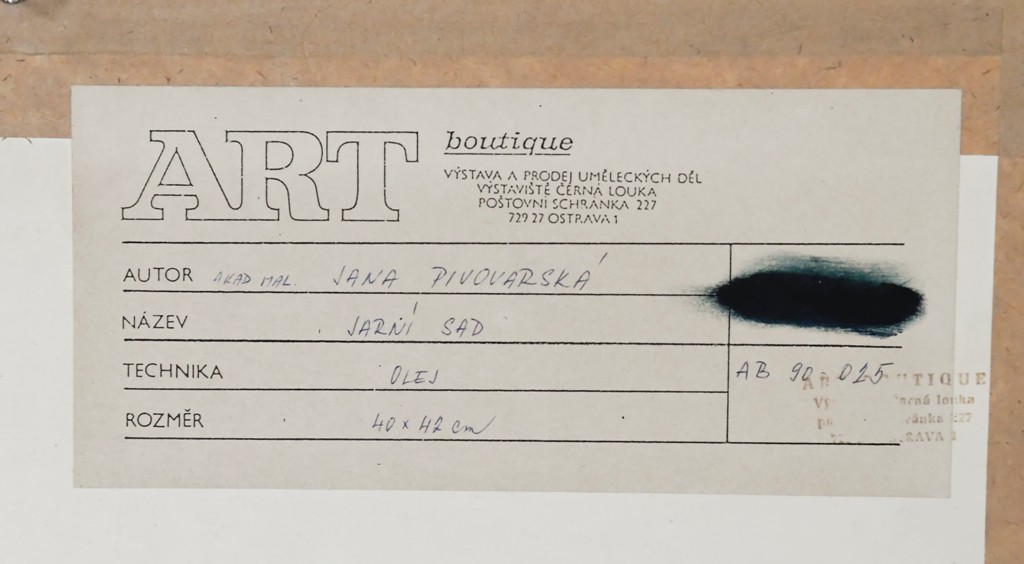 ART
boutique
VÝSTAVA A PRODEJ UMĚLECKÝCH DĚL
VÝSTAVIŠTĚ ČERNÁ LOUKA
POŠTOVNÍ SCHRÁNKA 227
729 27 OSTRAVA 1
AUTOR AKAD MAL. JANA PIVOVARSKÁ
NÁZEV JARNÍ SAD
TECHNIKA OLEJ
AB 90 025
ROZMĚR 40 x 42 cm